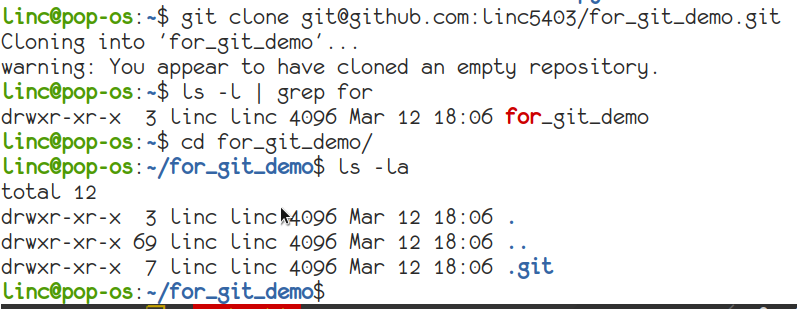 linc@pop-os:~$ git clone git@github.com:linc5403/for_git_demo.git
Cloning into 'for_git_demo'...
warning: You appear to have cloned an empty repository.
linc@pop-os:~$ ls -l | grep for
drwxr-xr-x  3 linc linc 4096 Mar 12 18:06 for_git_demo
linc@pop-os:~$ cd for_git_demo/
linc@pop-os:~/for_git_demo$ ls -la
total 12
drwxr-xr-x  3 linc linc 4096 Mar 12 18:06 .
drwxr-xr-x 69 linc linc 4096 Mar 12 18:06 ..
drwxr-xr-x  7 linc linc 4096 Mar 12 18:06 .git
linc@pop-os:~/for_git_demo$